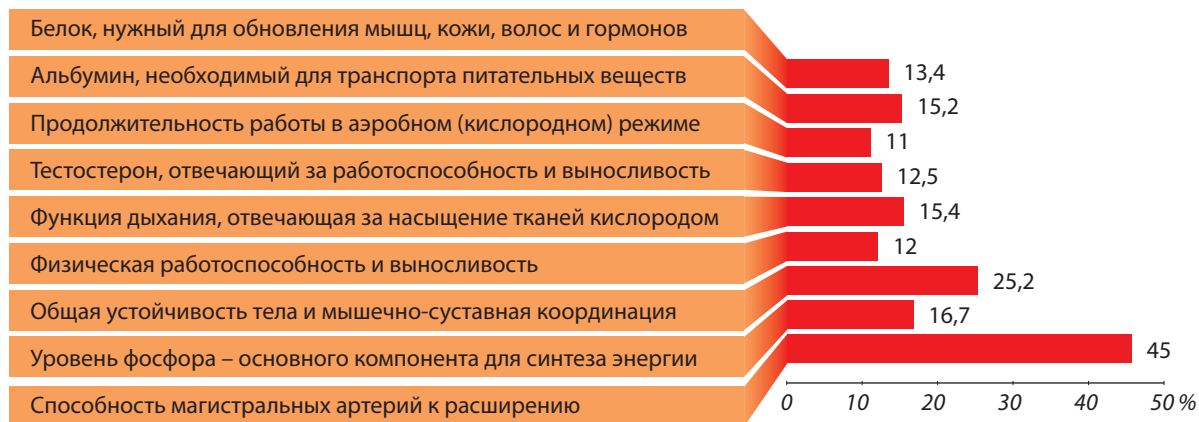 Белок, нужный для обновления мышц, кожи, волос и гормонов
13,4
Альбумин, необходимый для транспорта питательных веществ
15,2
Продолжительность работы в аэробном (кислородном) режиме
11
Тестостерон, отвечающий за работоспособность и выносливость
12,5
Функция дыхания, отвечающая за насыщение тканей кислородом
15,4
Физическая работоспособность и выносливость
12
Общая устойчивость тела и мышечно-суставная координация
25,2
Уровень фосфора – основного компонента для синтеза энергии
16,7
Способность магистральных артерий к расширению
45
0 10 20 30 40 50 %